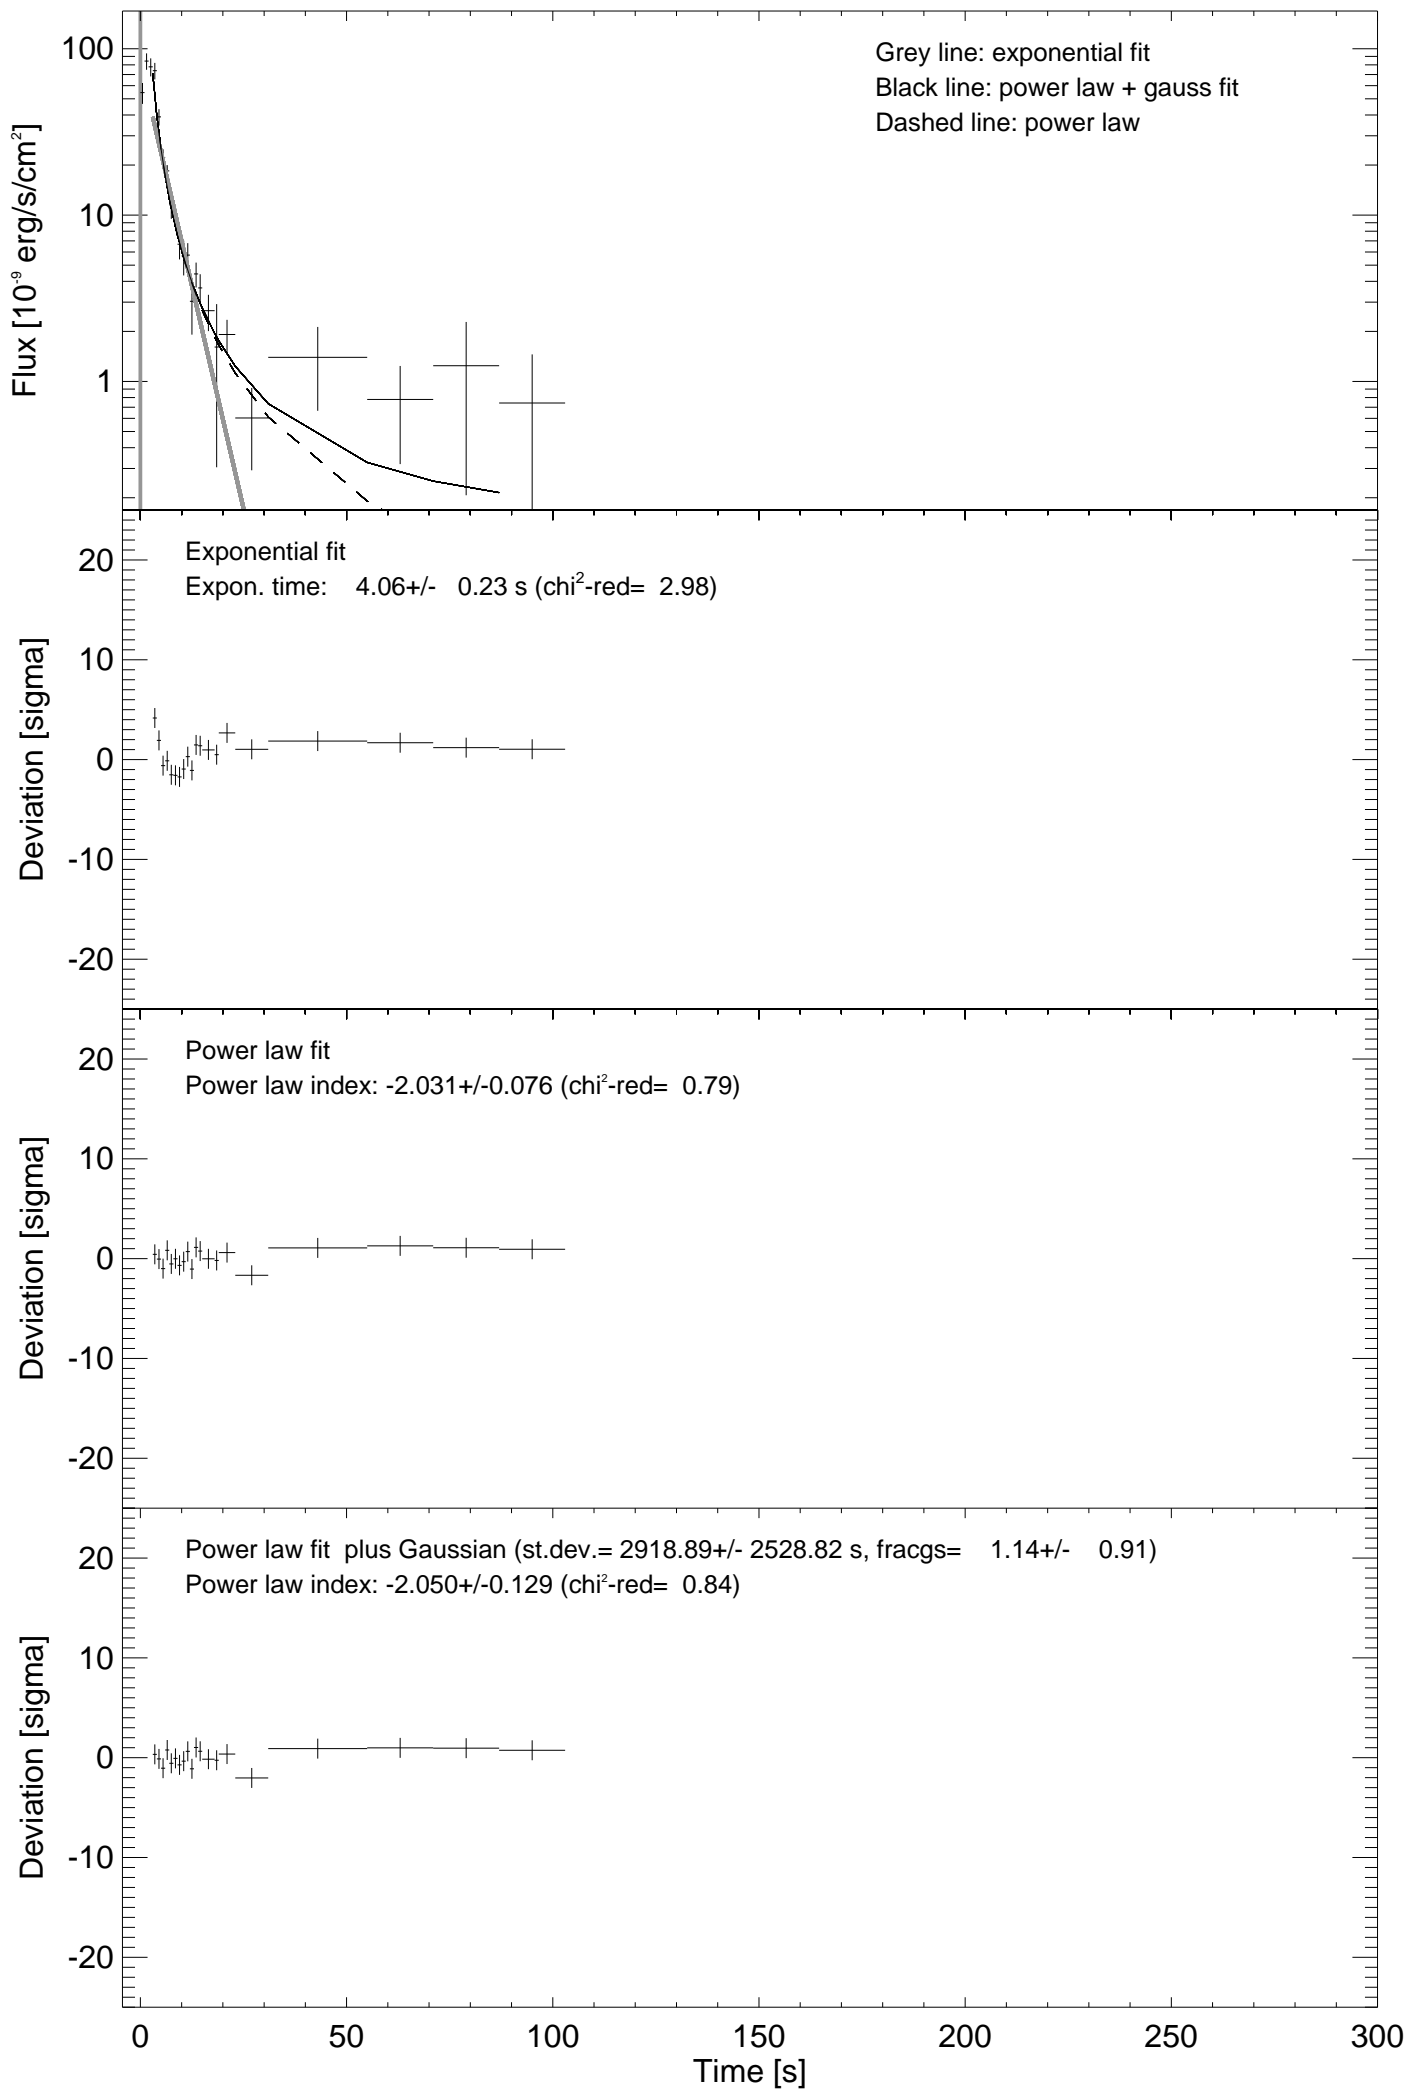 Grey line: exponential fit
Black line: power law + gauss fit
Dashed line: power law
100
10
1
Flux [10⁻⁹ erg/s/cm²]
Exponential fit
Expon. time: 4.06+/- 0.23 s (chi²-red= 2.98)
20
10
0
-10
-20
Deviation [sigma]
Power law fit
Power law index: -2.031+/-0.076 (chi²-red= 0.79)
20
10
0
-10
-20
Deviation [sigma]
Power law fit plus Gaussian (st.dev.= 2918.89+/- 2528.82 s, fracgs= 1.14+/- 0.91)
Power law index: -2.050+/-0.129 (chi²-red= 0.84)
20
10
0
-10
-20
Deviation [sigma]
0 50 100 150 200 250 300
Time [s]